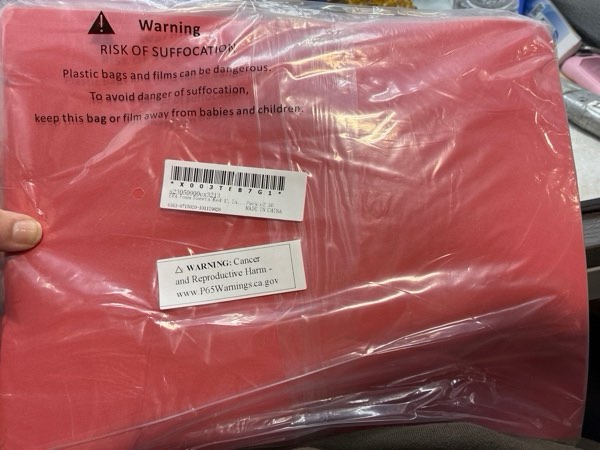 Warning
RISK OF SUFFOCATION
Plastic bags and films can be dangerous.
To avoid danger of suffocation,
keep this bag or film away from babies and children.
*X003TEB7G1*
MADE IN CHINA
⚠ WARNING: Cancer
and Reproductive Harm -
www.P65Warnings.ca.gov